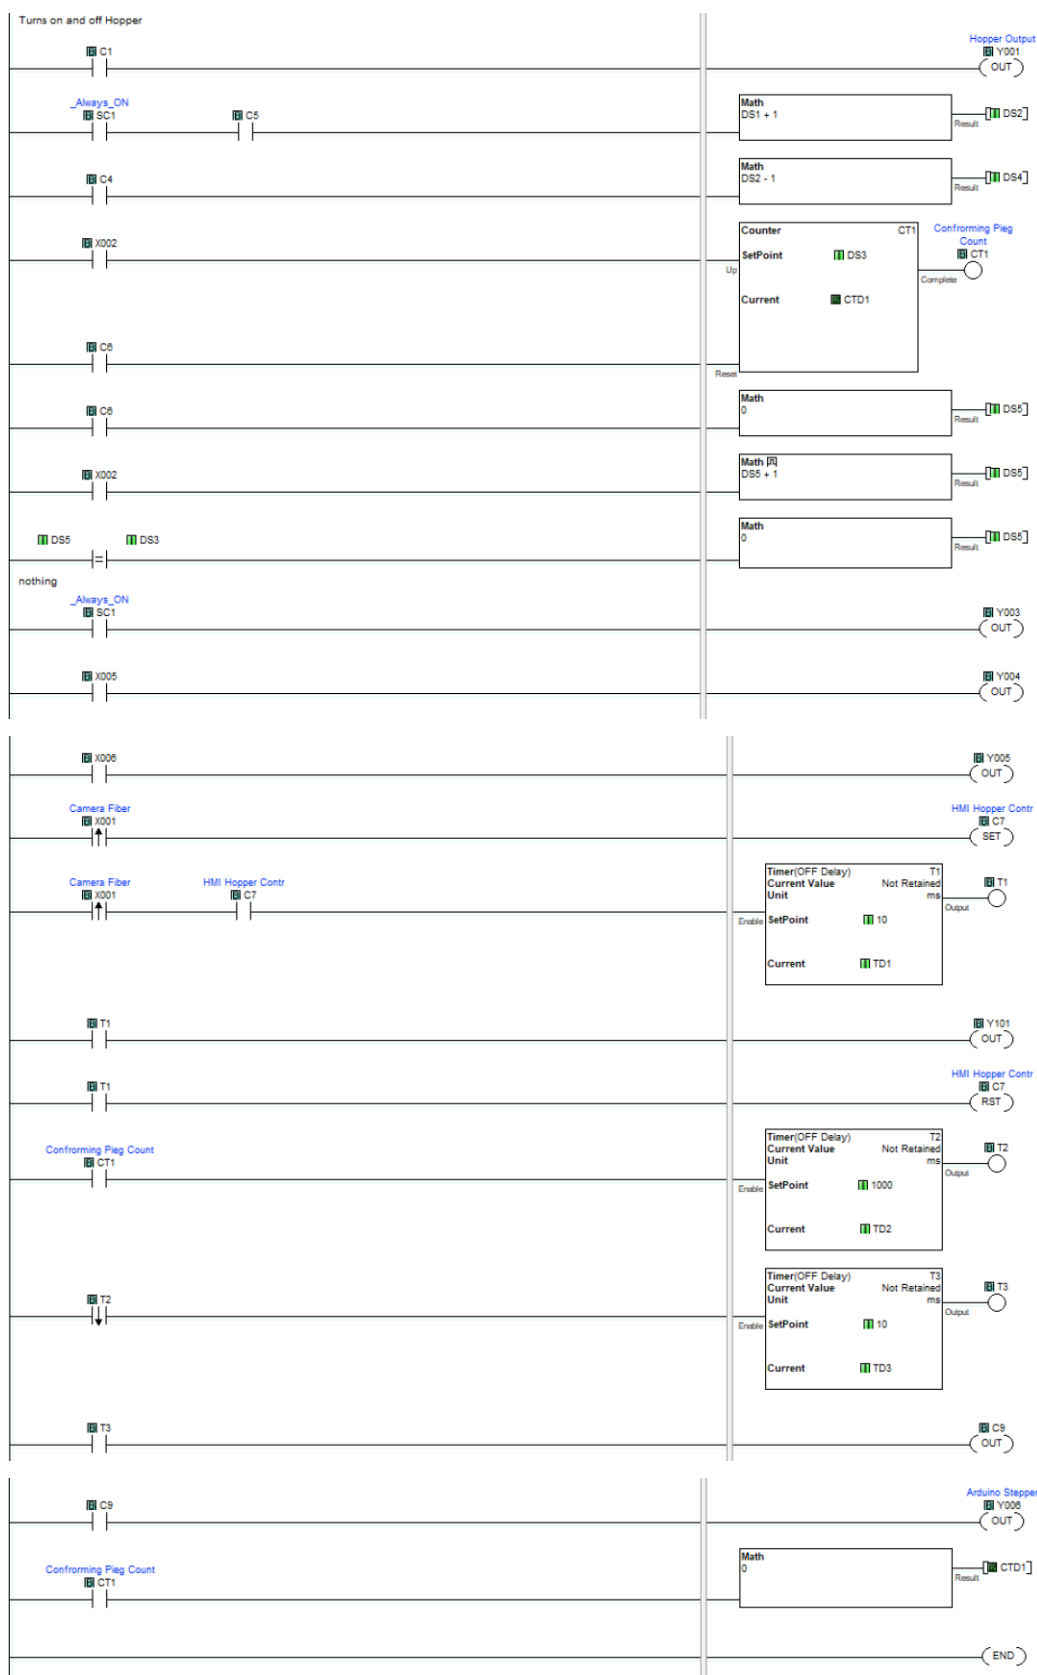 Turns on and off Hopper
C1
Hopper Output
Y001
OUT
_Always_ON
SC1
C5
Math
DS1 + 1
Result
DS2
C4
Math
DS2 - 1
Result
DS4
X002
Counter CT1
SetPoint DS3
Up
Current CTD1
Confrorming Pieg
Count
CT1
Complete
C6
Reset
C6
Math
0
Result
DS5
X002
Math
DS5 + 1
Result
DS5
DS5 DS3
=
Math
0
Result
DS5
nothing
_Always_ON
SC1
Y003
OUT
X005
Y004
OUT
X006
Y005
OUT
Camera Fiber
X001
HMI Hopper Contr
C7
SET
Camera Fiber
X001
HMI Hopper Contr
C7
Timer(OFF Delay) T1
Current Value Not Retained
Unit ms
Enable
SetPoint 10
Current TD1
T1
Output
T1
Y101
OUT
T1
HMI Hopper Contr
C7
RST
Confrorming Pieg Count
CT1
Timer(OFF Delay) T2
Current Value Not Retained
Unit ms
Enable
SetPoint 1000
Current TD2
T2
Output
T2
Timer(OFF Delay) T3
Current Value Not Retained
Unit ms
Enable
SetPoint 10
Current TD3
T3
Output
T3
C9
OUT
C9
Arduino Stepper
Y006
OUT
Confrorming Pieg Count
CT1
Math
0
Result
CTD1
END